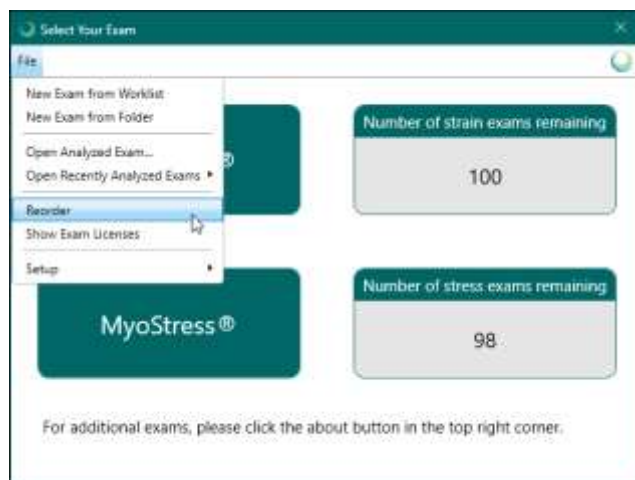 Select Your Exam
File
New Exam from Worklist
New Exam from Folder
Open Analyzed Exam...
Open Recently Analyzed Exams
Reorder
Show Exam Licenses
Setup
®
Number of strain exams remaining
100
MyoStress®
Number of stress exams remaining
98
For additional exams, please click the about button in the top right corner.